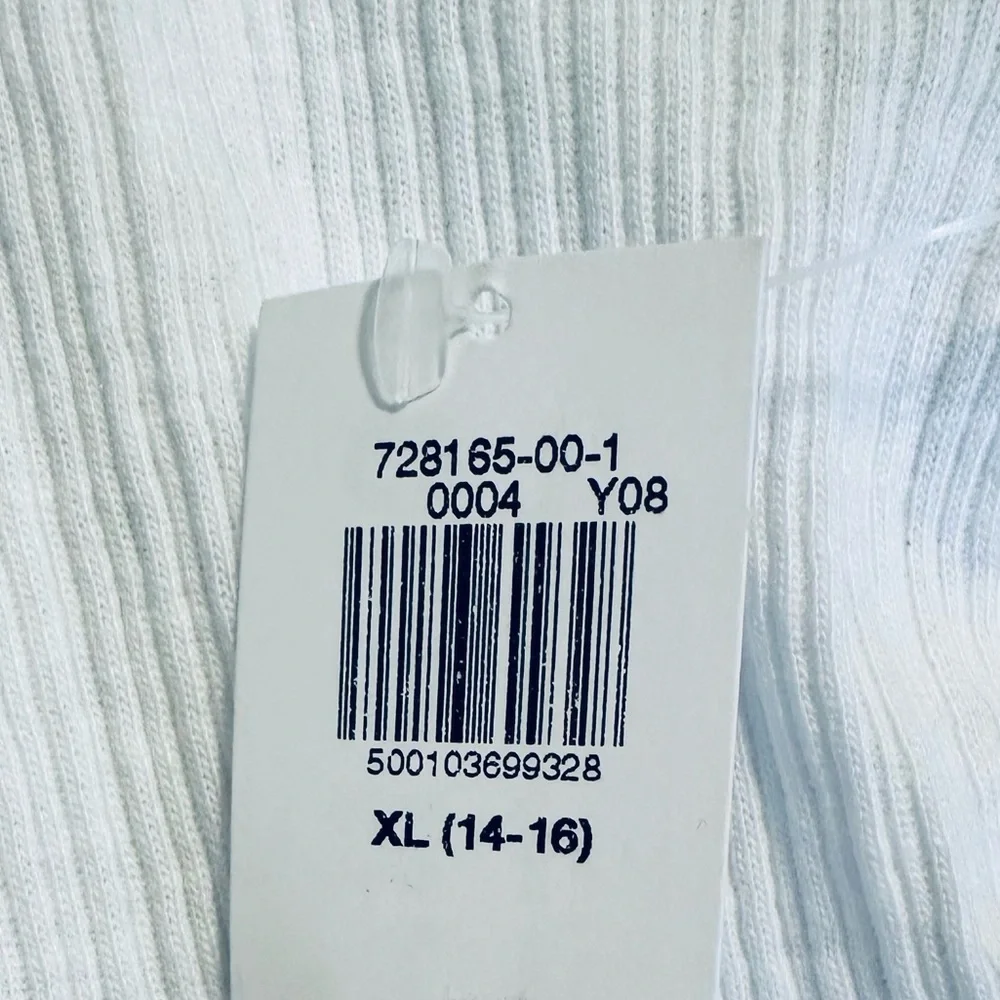 728165-00-1
0004 Y08
500103699328
XL (14-16)